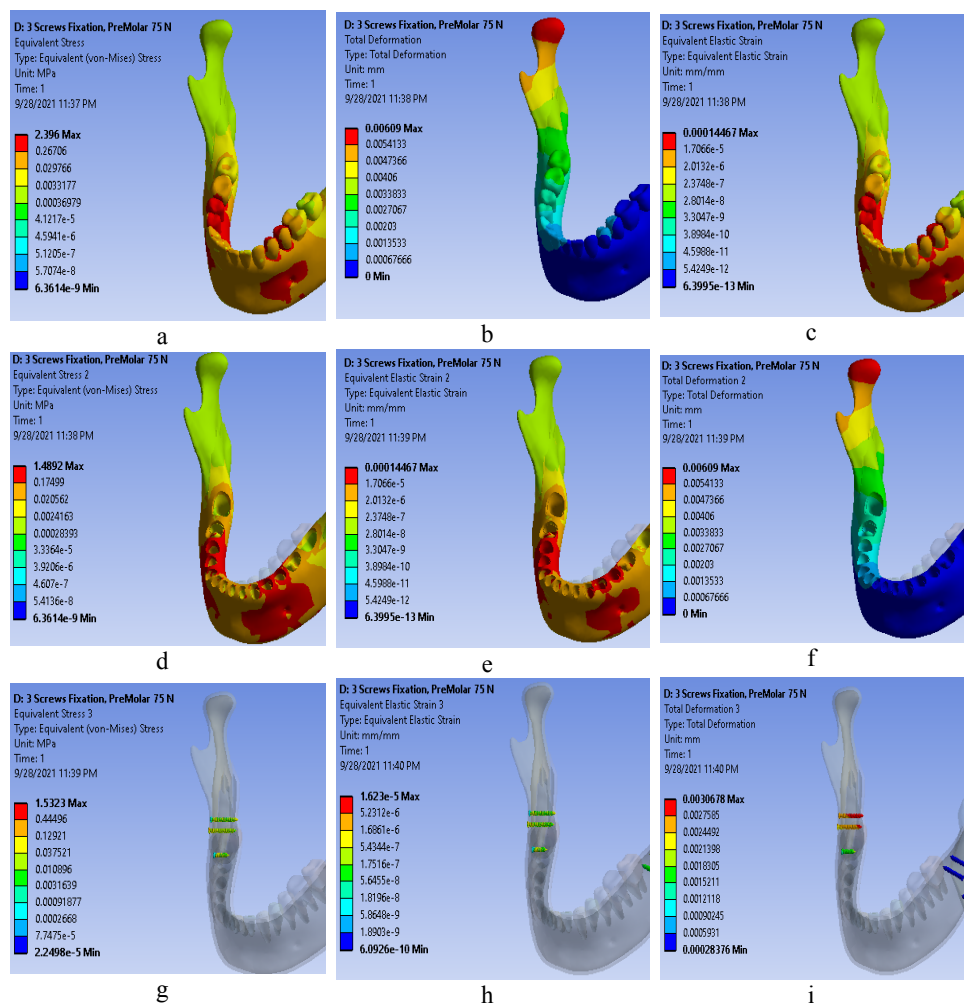 D: 3 Screws Fixation, PreMolar 75 N
Equivalent Stress
Type: Equivalent (von-Mises) Stress
Unit: MPa
Time: 1
9/28/2021 11:37 PM
2.396 Max
0.26706
0.029766
0.0033177
0.00036979
4.1217e-5
4.5941e-6
5.1205e-7
5.7074e-8
6.3614e-9 Min
a
D: 3 Screws Fixation, PreMolar 75 N
Total Deformation
Type: Total Deformation
Unit: mm
Time: 1
9/28/2021 11:38 PM
0.00609 Max
0.0054133
0.0047366
0.00406
0.0033833
0.0027067
0.00203
0.0013533
0.00067666
0 Min
b
D: 3 Screws Fixation, PreMolar 75 N
Equivalent Elastic Strain
Type: Equivalent Elastic Strain
Unit: mm/mm
Time: 1
9/28/2021 11:38 PM
0.00014467 Max
1.7066e-5
2.0132e-6
2.3748e-7
2.8014e-8
3.3047e-9
3.8984e-10
4.5988e-11
5.4249e-12
6.3995e-13 Min
c
D: 3 Screws Fixation, PreMolar 75 N
Equivalent Stress 2
Type: Equivalent (von-Mises) Stress
Unit: MPa
Time: 1
9/28/2021 11:38 PM
1.4892 Max
0.17499
0.020562
0.0024163
0.00028393
3.3364e-5
3.9206e-6
4.607e-7
5.4136e-8
6.3614e-9 Min
d
D: 3 Screws Fixation, PreMolar 75 N
Equivalent Elastic Strain 2
Type: Equivalent Elastic Strain
Unit: mm/mm
Time: 1
9/28/2021 11:39 PM
0.00014467 Max
1.7066e-5
2.0132e-6
2.3748e-7
2.8014e-8
3.3047e-9
3.8984e-10
4.5988e-11
5.4249e-12
6.3995e-13 Min
e
D: 3 Screws Fixation, PreMolar 75 N
Total Deformation 2
Type: Total Deformation
Unit: mm
Time: 1
9/28/2021 11:39 PM
0.00609 Max
0.0054133
0.0047366
0.00406
0.0033833
0.0027067
0.00203
0.0013533
0.00067666
0 Min
f
D: 3 Screws Fixation, PreMolar 75 N
Equivalent Stress 3
Type: Equivalent (von-Mises) Stress
Unit: MPa
Time: 1
9/28/2021 11:39 PM
1.5323 Max
0.44496
0.12921
0.037521
0.010896
0.0031639
0.00091877
0.0002668
7.7475e-5
2.2498e-5 Min
g
D: 3 Screws Fixation, PreMolar 75 N
Equivalent Elastic Strain 3
Type: Equivalent Elastic Strain
Unit: mm/mm
Time: 1
9/28/2021 11:40 PM
1.623e-5 Max
5.2312e-6
1.6861e-6
5.4344e-7
1.7516e-7
5.6455e-8
1.8196e-8
5.8648e-9
1.8903e-9
6.0926e-10 Min
h
D: 3 Screws Fixation, PreMolar 75 N
Total Deformation 3
Type: Total Deformation
Unit: mm
Time: 1
9/28/2021 11:40 PM
0.0030678 Max
0.0027585
0.0024492
0.0021398
0.0018305
0.0015211
0.0012118
0.00090245
0.0005931
0.00028376 Min
i